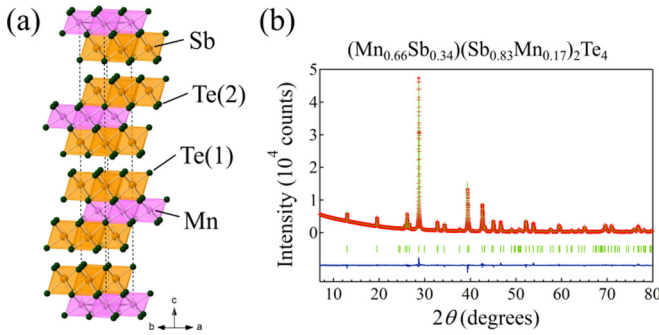 (a)
Sb
Te(2)
Te(1)
Mn
c
b
a
(b)
(Mn0.66Sb0.34)(Sb0.83Mn0.17)2Te4
Intensity (10^4 counts)
5
4
3
2
1
0
10 20 30 40 50 60 70 80
2θ (degrees)